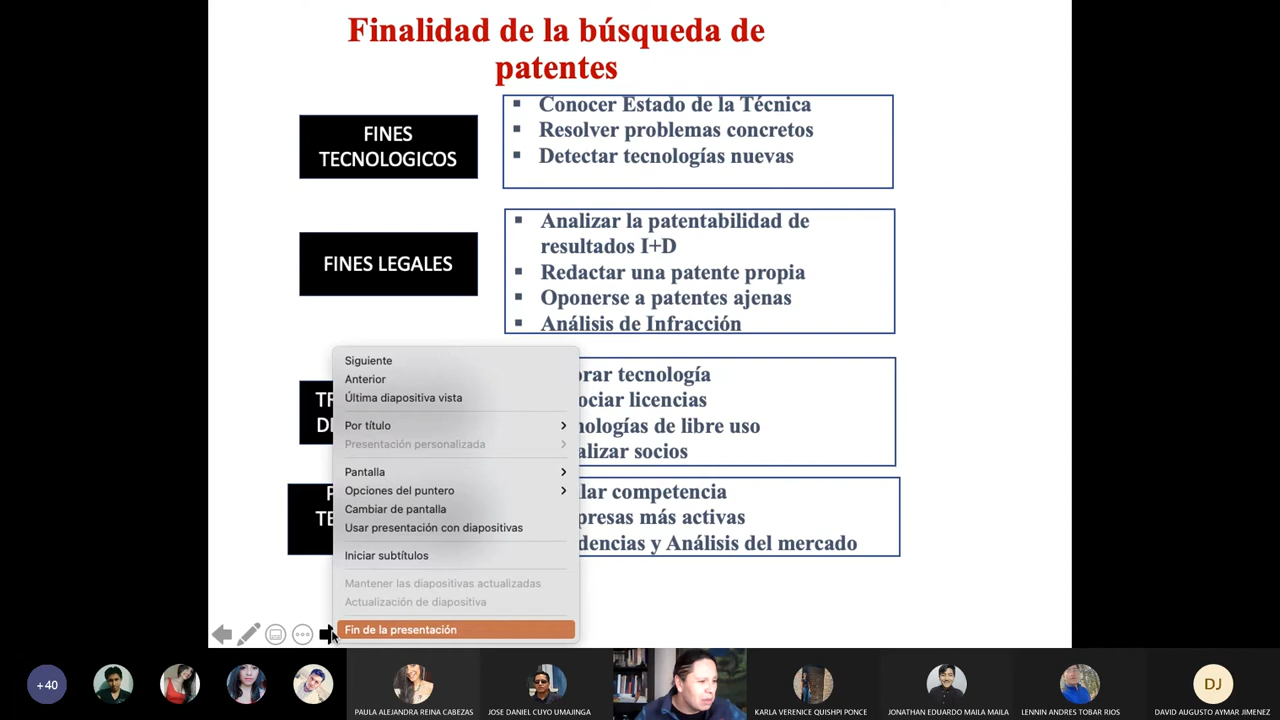 Finalidad de la búsqueda de
patentes
FINES
TECNOLOGICOS
▪ Conocer Estado de la Técnica
▪ Resolver problemas concretos
▪ Detectar tecnologías nuevas
FINES LEGALES
▪ Analizar la patentabilidad de
resultados I+D
▪ Redactar una patente propia
▪ Oponerse a patentes ajenas
▪ Análisis de Infracción
orar tecnología
ociar licencias
nologías de libre uso
alizar socios
lar competencia
presas más activas
dencias y Análisis del mercado
Siguiente
Anterior
Última diapositiva vista
Por título
Presentación personalizada
Pantalla
Opciones del puntero
Cambiar de pantalla
Usar presentación con diapositivas
Iniciar subtítulos
Mantener las diapositivas actualizadas
Actualización de diapositiva
Fin de la presentación
+40
PAULA ALEJANDRA REINA CABEZAS
JOSE DANIEL CUYO UMAJINGA
KARLA VERENICE QUISHPI PONCE
JONATHAN EDUARDO MAILA MAILA
LENNIN ANDRES TOBAR RIOS
DJ
DAVID AUGUSTO AYMAR JIMENEZ